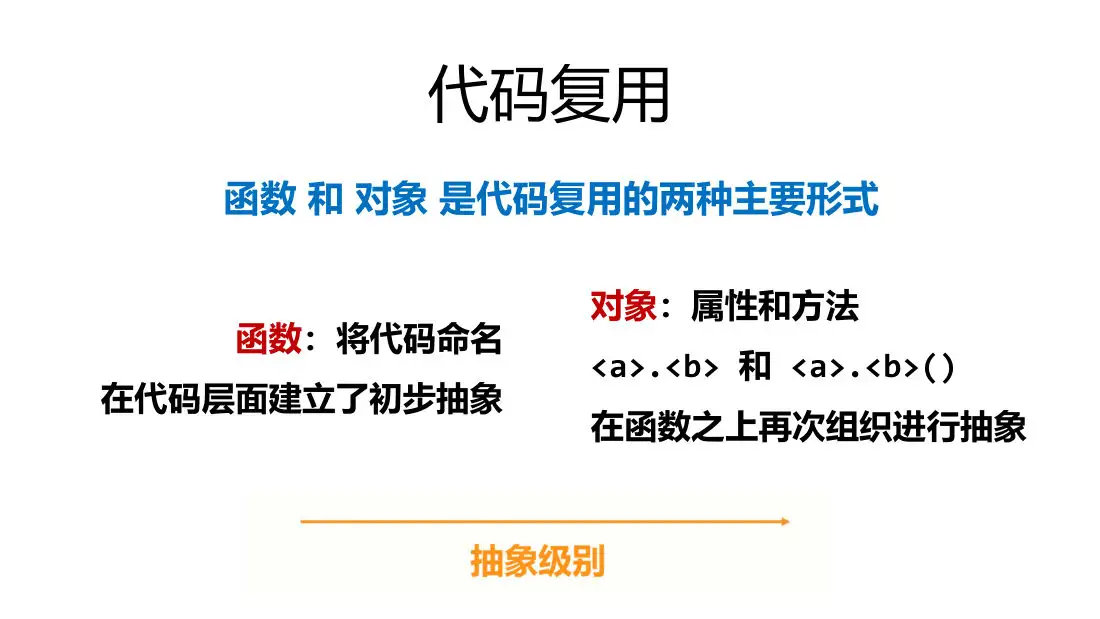 代码复用
函数 和 对象 是代码复用的两种主要形式
函数：将代码命名
在代码层面建立了初步抽象
对象：属性和方法
<a>.<b> 和 <a>.<b>()
在函数之上再次组织进行抽象
抽象级别